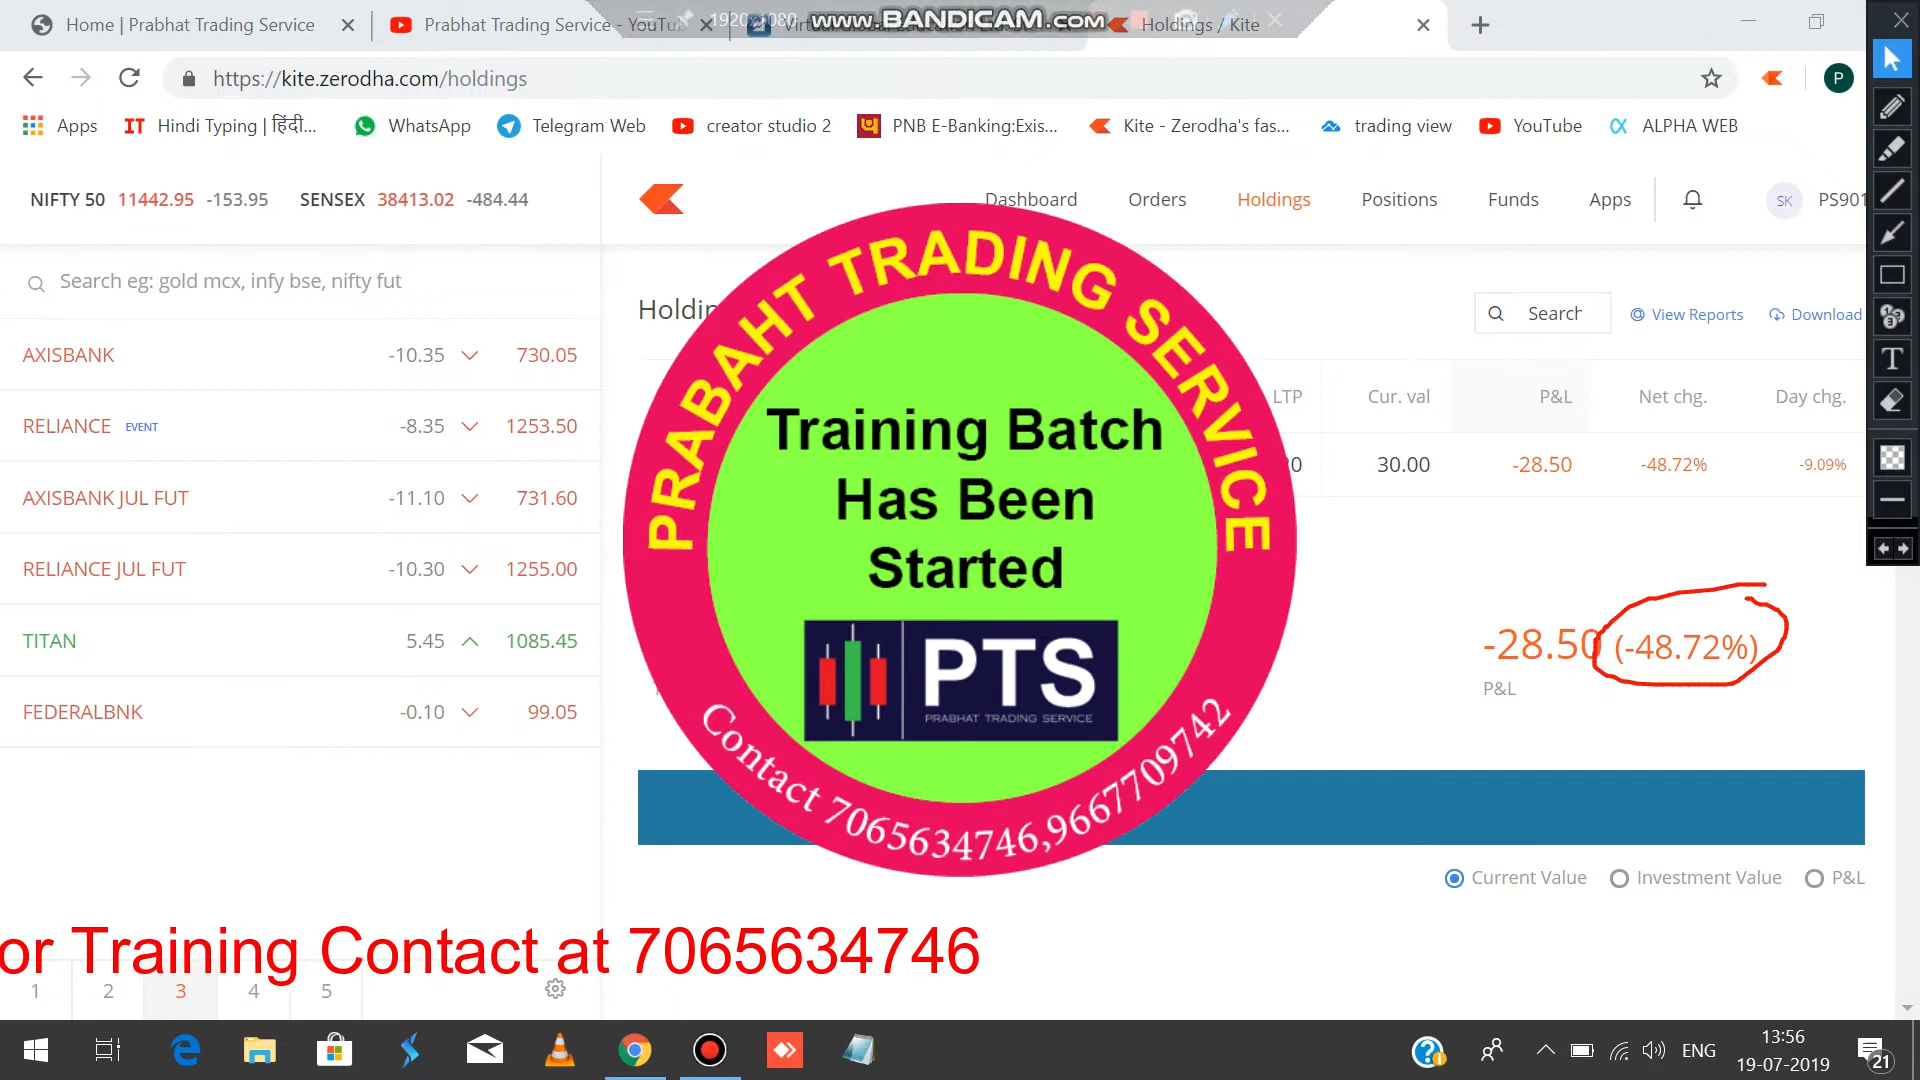 Home | Prabhat Trading Service
Prabhat Trading Service - YouTu
1920x1080
www.BANDICAM.com
Holdings / Kite
https://kite.zerodha.com/holdings
P
Apps
IT Hindi Typing | हिंदी...
WhatsApp
Telegram Web
creator studio 2
PNB E-Banking:Exis...
Kite - Zerodha's fas...
trading view
YouTube
ALPHA WEB
NIFTY 50 11442.95 -153.95 SENSEX 38413.02 -484.44
Dashboard Orders Holdings Positions Funds Apps SK PS901
Search eg: gold mcx, infy bse, nifty fut
AXISBANK -10.35 730.05
RELIANCE EVENT -8.35 1253.50
AXISBANK JUL FUT -11.10 731.60
RELIANCE JUL FUT -10.30 1255.00
TITAN 5.45 1085.45
FEDERALBNK -0.10 99.05
1 2 3 4 5
Holdin
Search View Reports Download
LTP Cur. val P&L Net chg. Day chg.
0 30.00 -28.50 -48.72% -9.09%
-28.50 (-48.72%)
P&L
Current Value Investment Value P&L
PRABAHT TRADING SERVICE
Training Batch
Has Been
Started
PTS
PRABHAT TRADING SERVICE
Contact 7065634746,9667709742
or Training Contact at 7065634746
T
ENG
13:56
19-07-2019
21